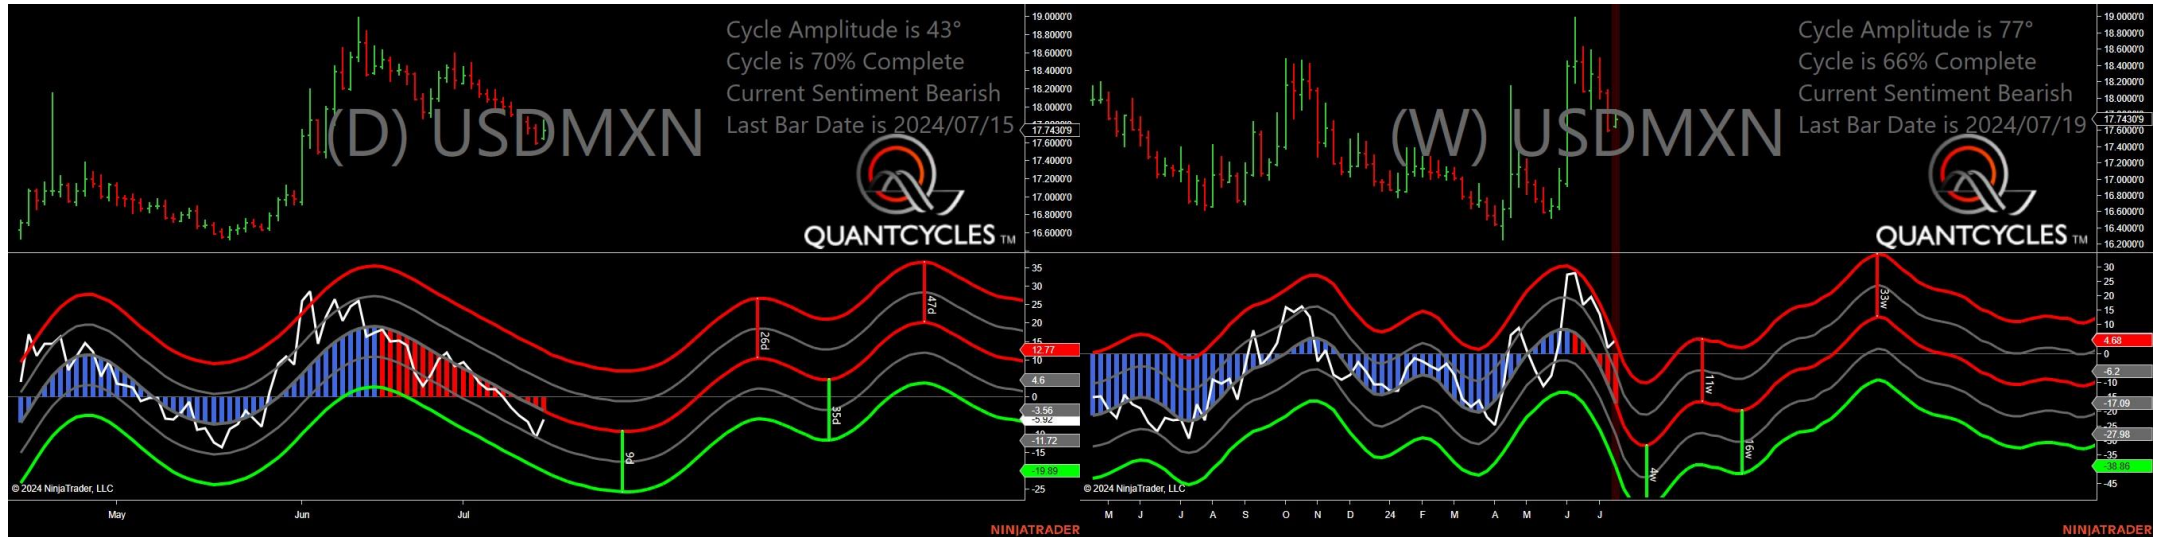 Cycle Amplitude is 43°
Cycle is 70% Complete
Current Sentiment Bearish
Last Bar Date is 2024/07/15
(D) USDMXN
QUANTCYCLES TM
19.0000'0
18.8000'0
18.6000'0
18.4000'0
18.2000'0
18.0000'0
17.7430'9
17.6000'0
17.4000'0
17.2000'0
17.0000'0
16.8000'0
16.6000'0
35
30
25
20
12.77
10
4.6
0
-3.56
-5.92
-11.72
-15
-19.89
-25
26d
47d
35d
9d
© 2024 NinjaTrader, LLC
May
Jun
Jul
NINJATRADER
Cycle Amplitude is 77°
Cycle is 66% Complete
Current Sentiment Bearish
Last Bar Date is 2024/07/19
(W) USDMXN
QUANTCYCLES TM
19.0000'0
18.8000'0
18.6000'0
18.4000'0
18.2000'0
18.0000'0
17.7430'9
17.6000'0
17.4000'0
17.2000'0
17.0000'0
16.8000'0
16.6000'0
16.4000'0
16.2000'0
30
25
20
15
10
4.68
0
-6.2
-10
-17.09
-27.98
-35
-38.86
-45
33w
11w
16w
4w
© 2024 NinjaTrader, LLC
M
J
J
A
S
O
N
D
24
F
M
A
M
J
J
NINJATRADER